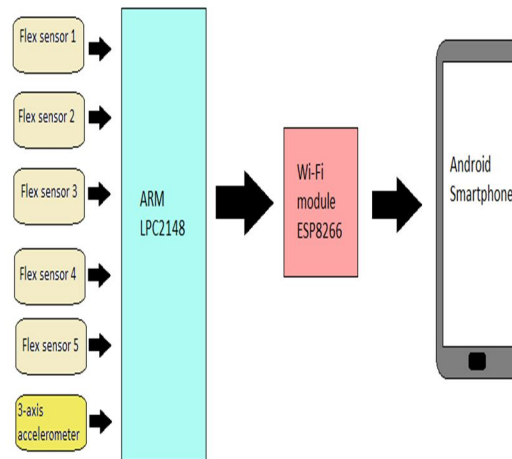 Flex sensor 1
Flex sensor 2
Flex sensor 3
Flex sensor 4
Flex sensor 5
3-axis
accelerometer
ARM
LPC2148
Wi-Fi
module
ESP8266
Android
Smartphone